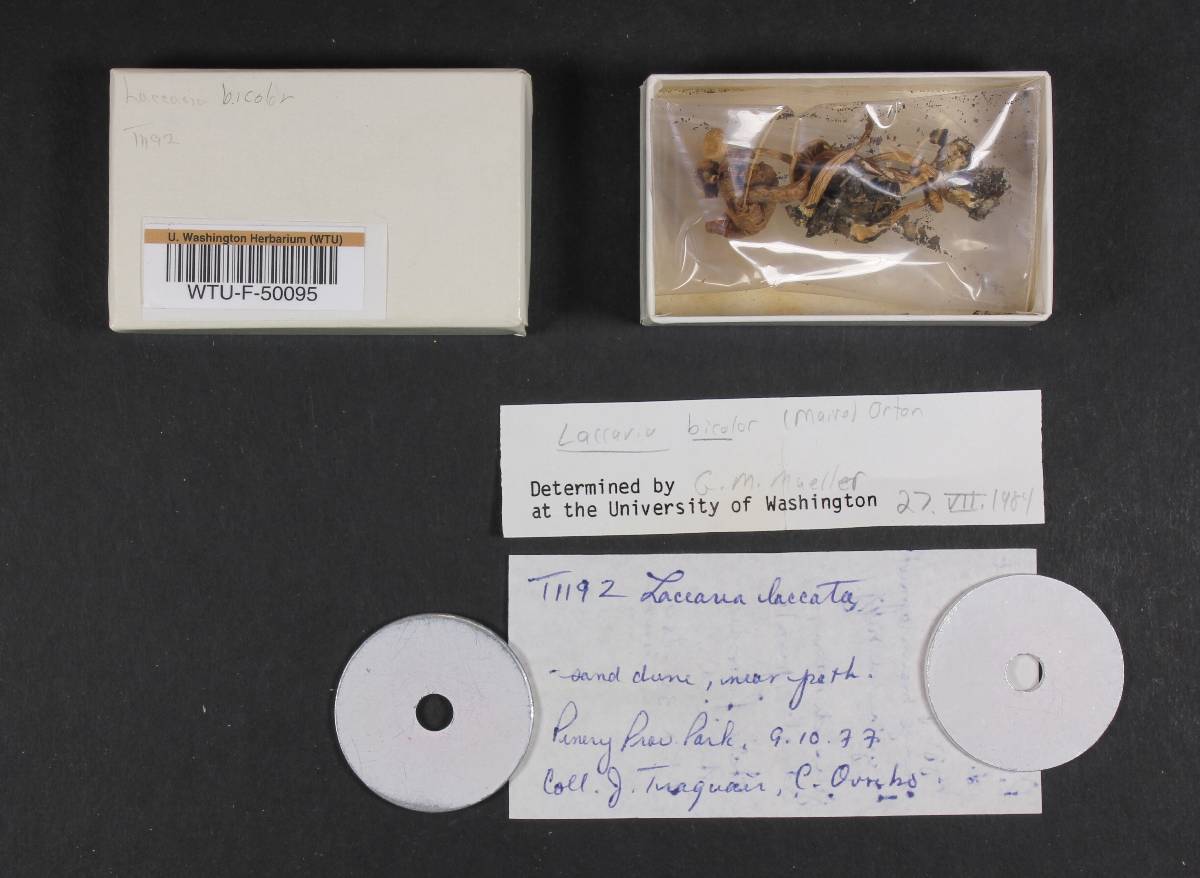 Laccaria bicolor
T1192
U. Washington Herbarium (WTU)
WTU-F-50095
Laccaria bicolor (Maire) Orton
Determined by G. M. Mueller
at the University of Washington 27. VII. 1984
T1192 Laccaria laccata
- sand dune, near path.
Pinery Prov. Park, 9.10.77
Coll. J. Traquair, C. Ovrebo